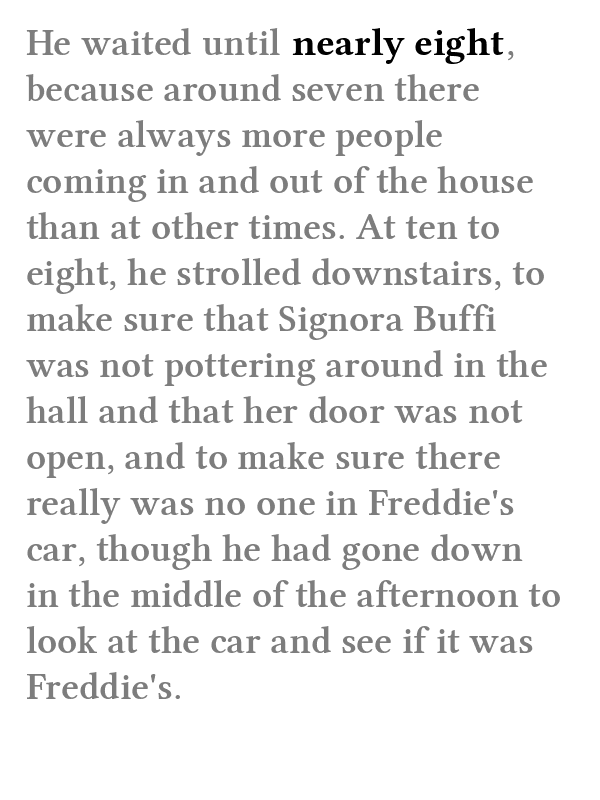 He waited until nearly eight,
because around seven there
were always more people
coming in and out of the house
than at other times. At ten to
eight, he strolled downstairs, to
make sure that Signora Buffi
was not pottering around in the
hall and that her door was not
open, and to make sure there
really was no one in Freddie's
car, though he had gone down
in the middle of the afternoon to
look at the car and see if it was
Freddie's.